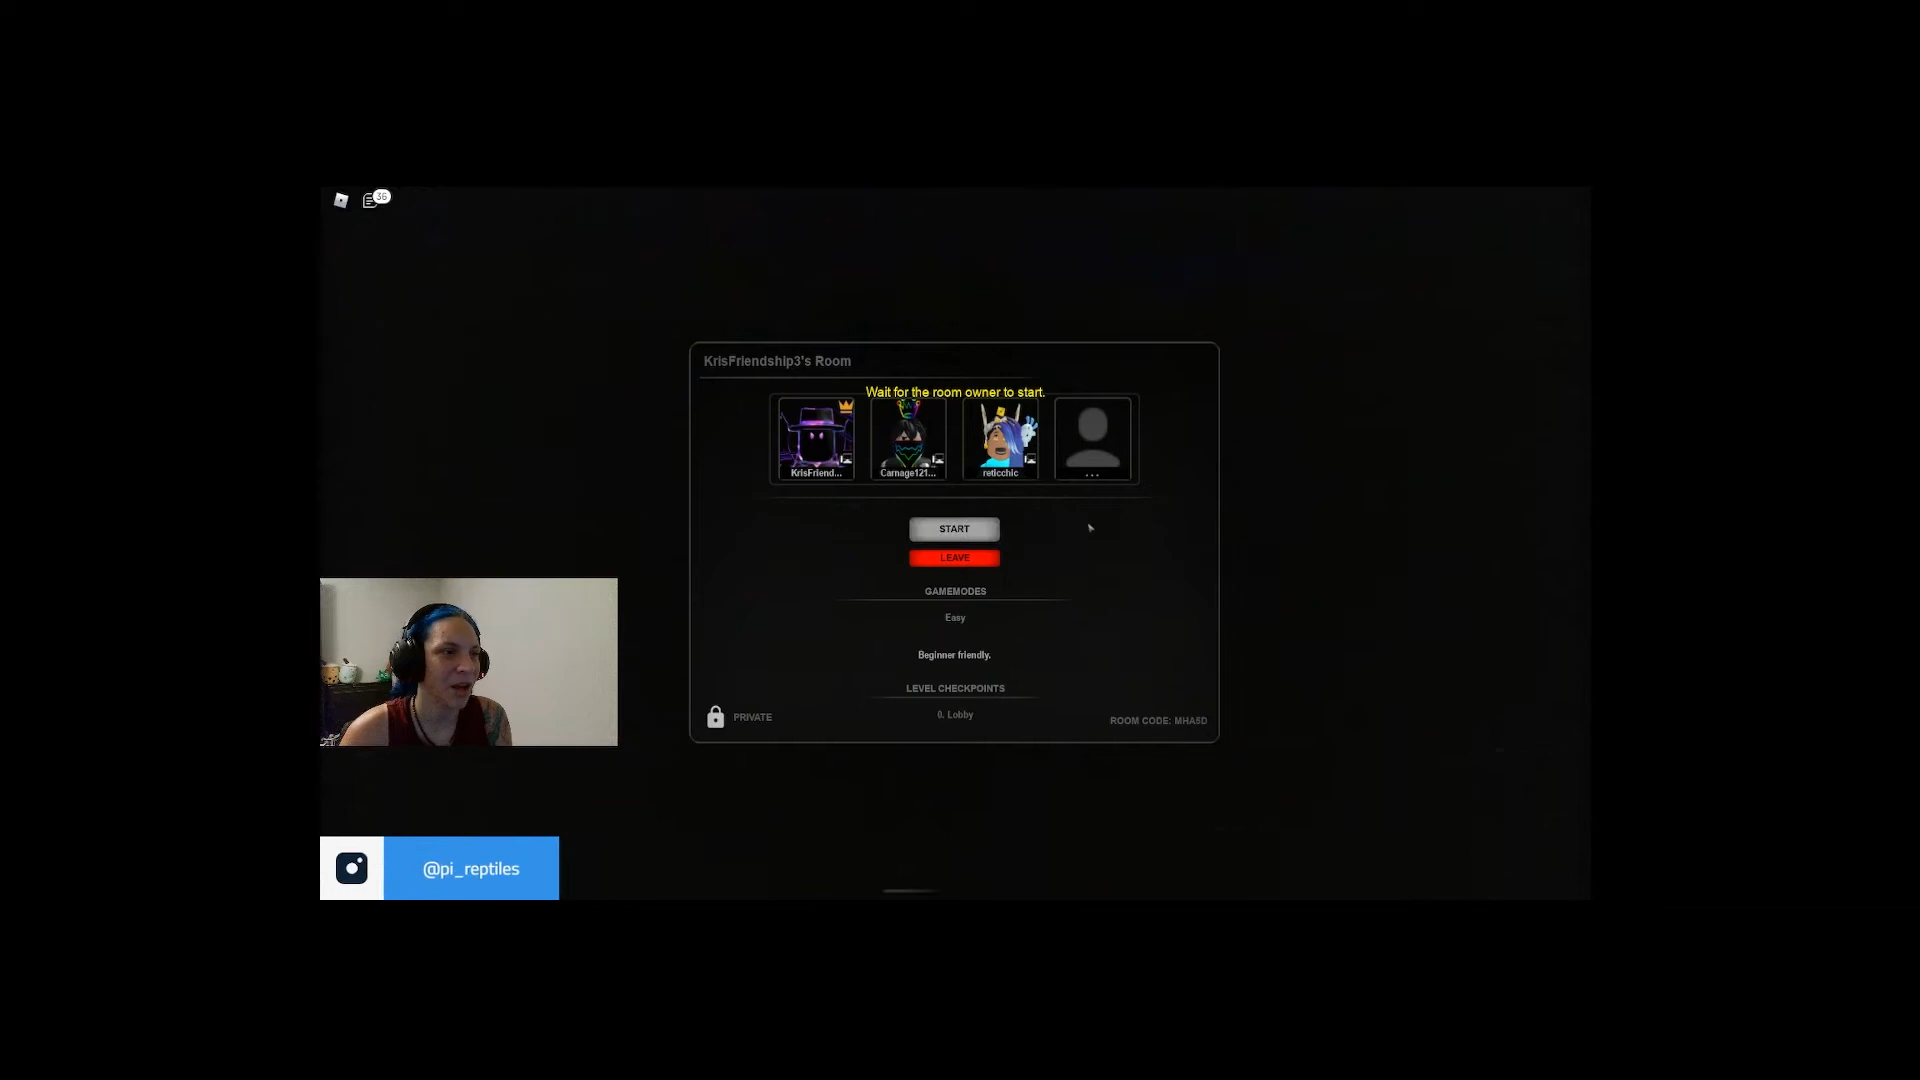 36
KrisFriendship3's Room
Wait for the room owner to start.
KrisFriend...
Carnage121...
reticchic
...
START
LEAVE
GAMEMODES
Easy
Beginner friendly.
LEVEL CHECKPOINTS
0. Lobby
PRIVATE
ROOM CODE: MHA5D
@pi_reptiles